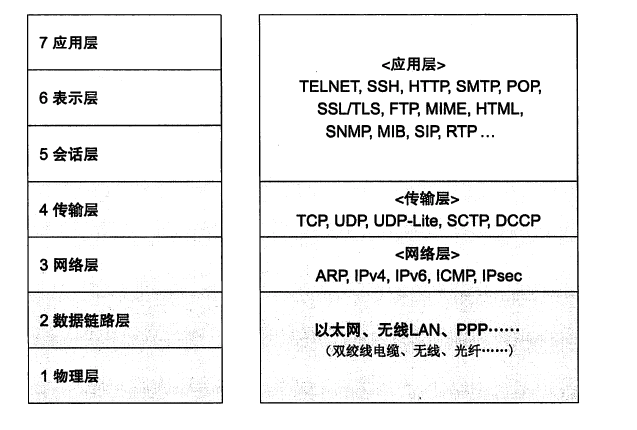 7 应用层
6 表示层
5 会话层
4 传输层
3 网络层
2 数据链路层
1 物理层
<应用层>
TELNET, SSH, HTTP, SMTP, POP,
SSL/TLS, FTP, MIME, HTML,
SNMP, MIB, SIP, RTP ...
<传输层>
TCP, UDP, UDP-Lite, SCTP, DCCP
<网络层>
ARP, IPv4, IPv6, ICMP, IPsec
以太网、无线LAN、PPP……
（双绞线电缆、无线、光纤……）